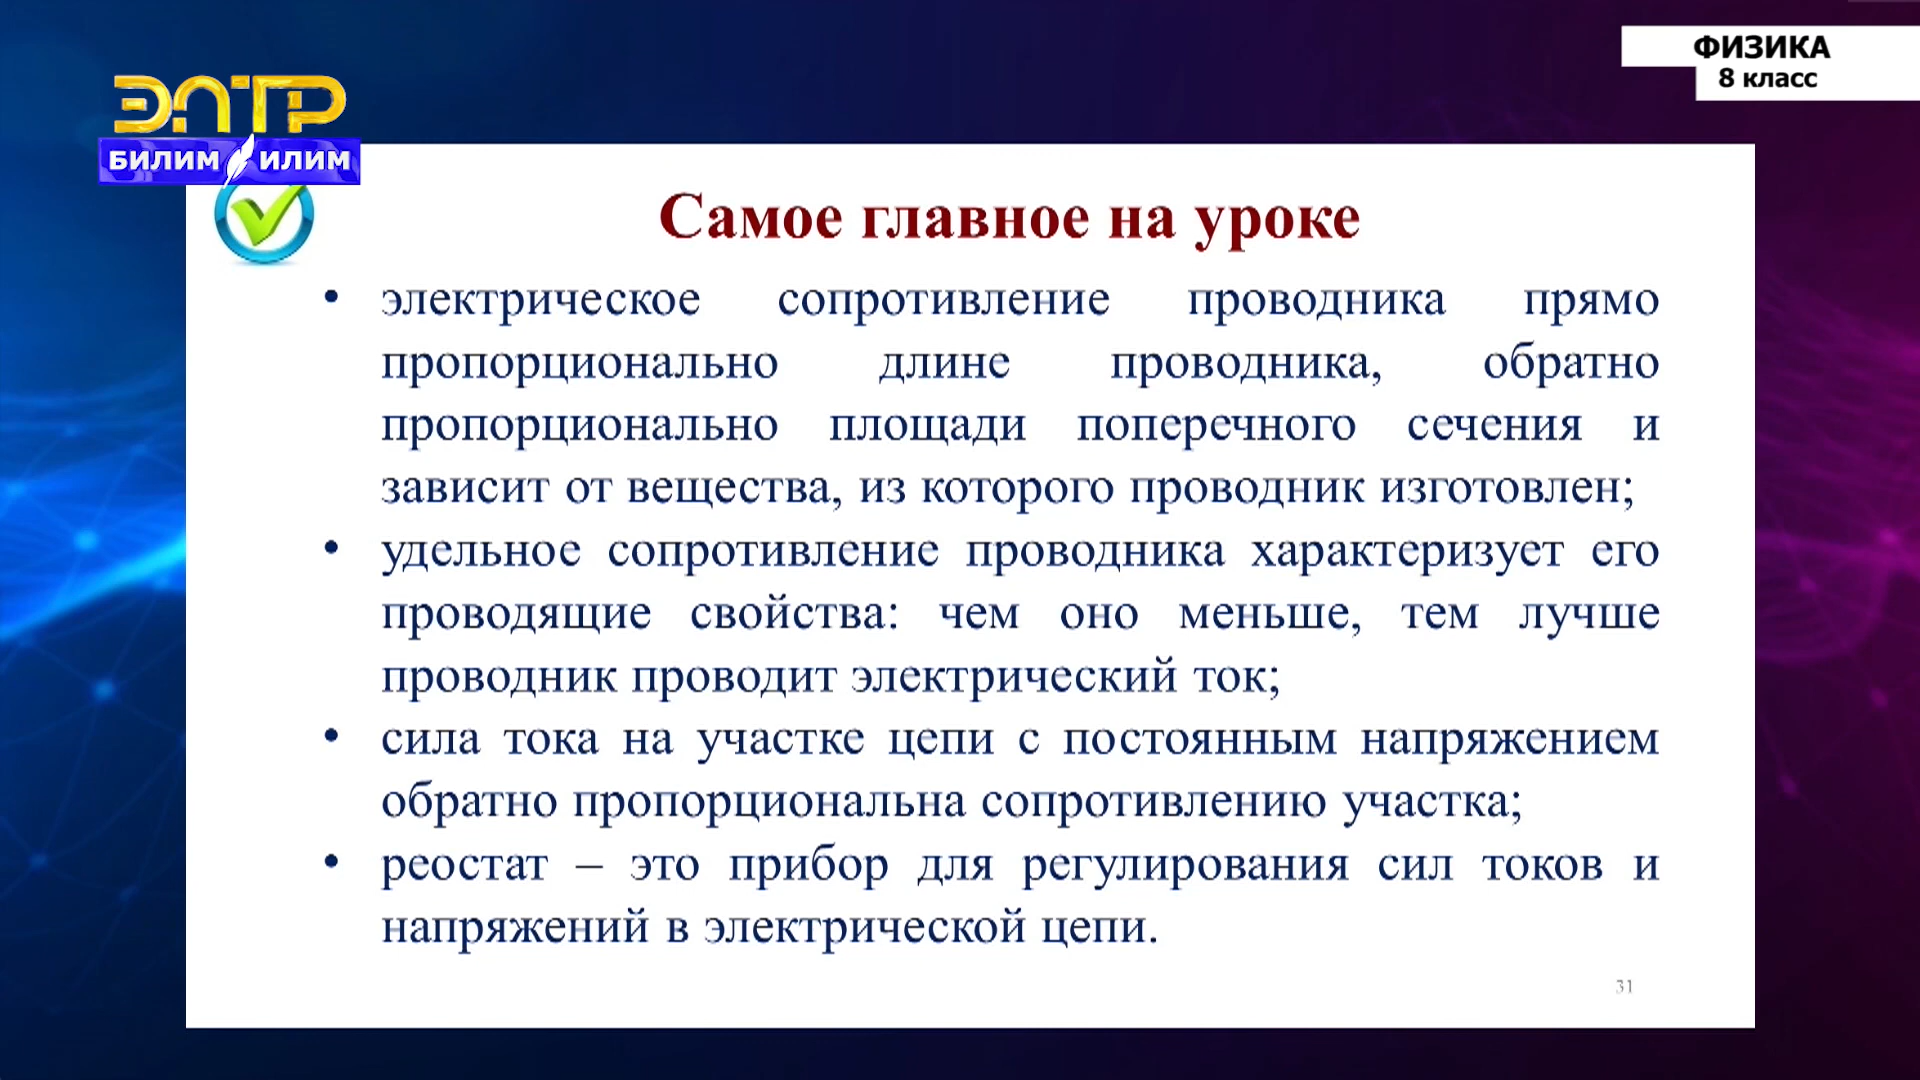 ФИЗИКА
8 класс
ЭЛТР
БИЛИМ ИЛИМ
Самое главное на уроке
• электрическое сопротивление проводника прямо
пропорционально длине проводника, обратно
пропорционально площади поперечного сечения и
зависит от вещества, из которого проводник изготовлен;
• удельное сопротивление проводника характеризует его
проводящие свойства: чем оно меньше, тем лучше
проводник проводит электрический ток;
• сила тока на участке цепи с постоянным напряжением
обратно пропорциональна сопротивлению участка;
• реостат – это прибор для регулирования сил токов и
напряжений в электрической цепи.
31